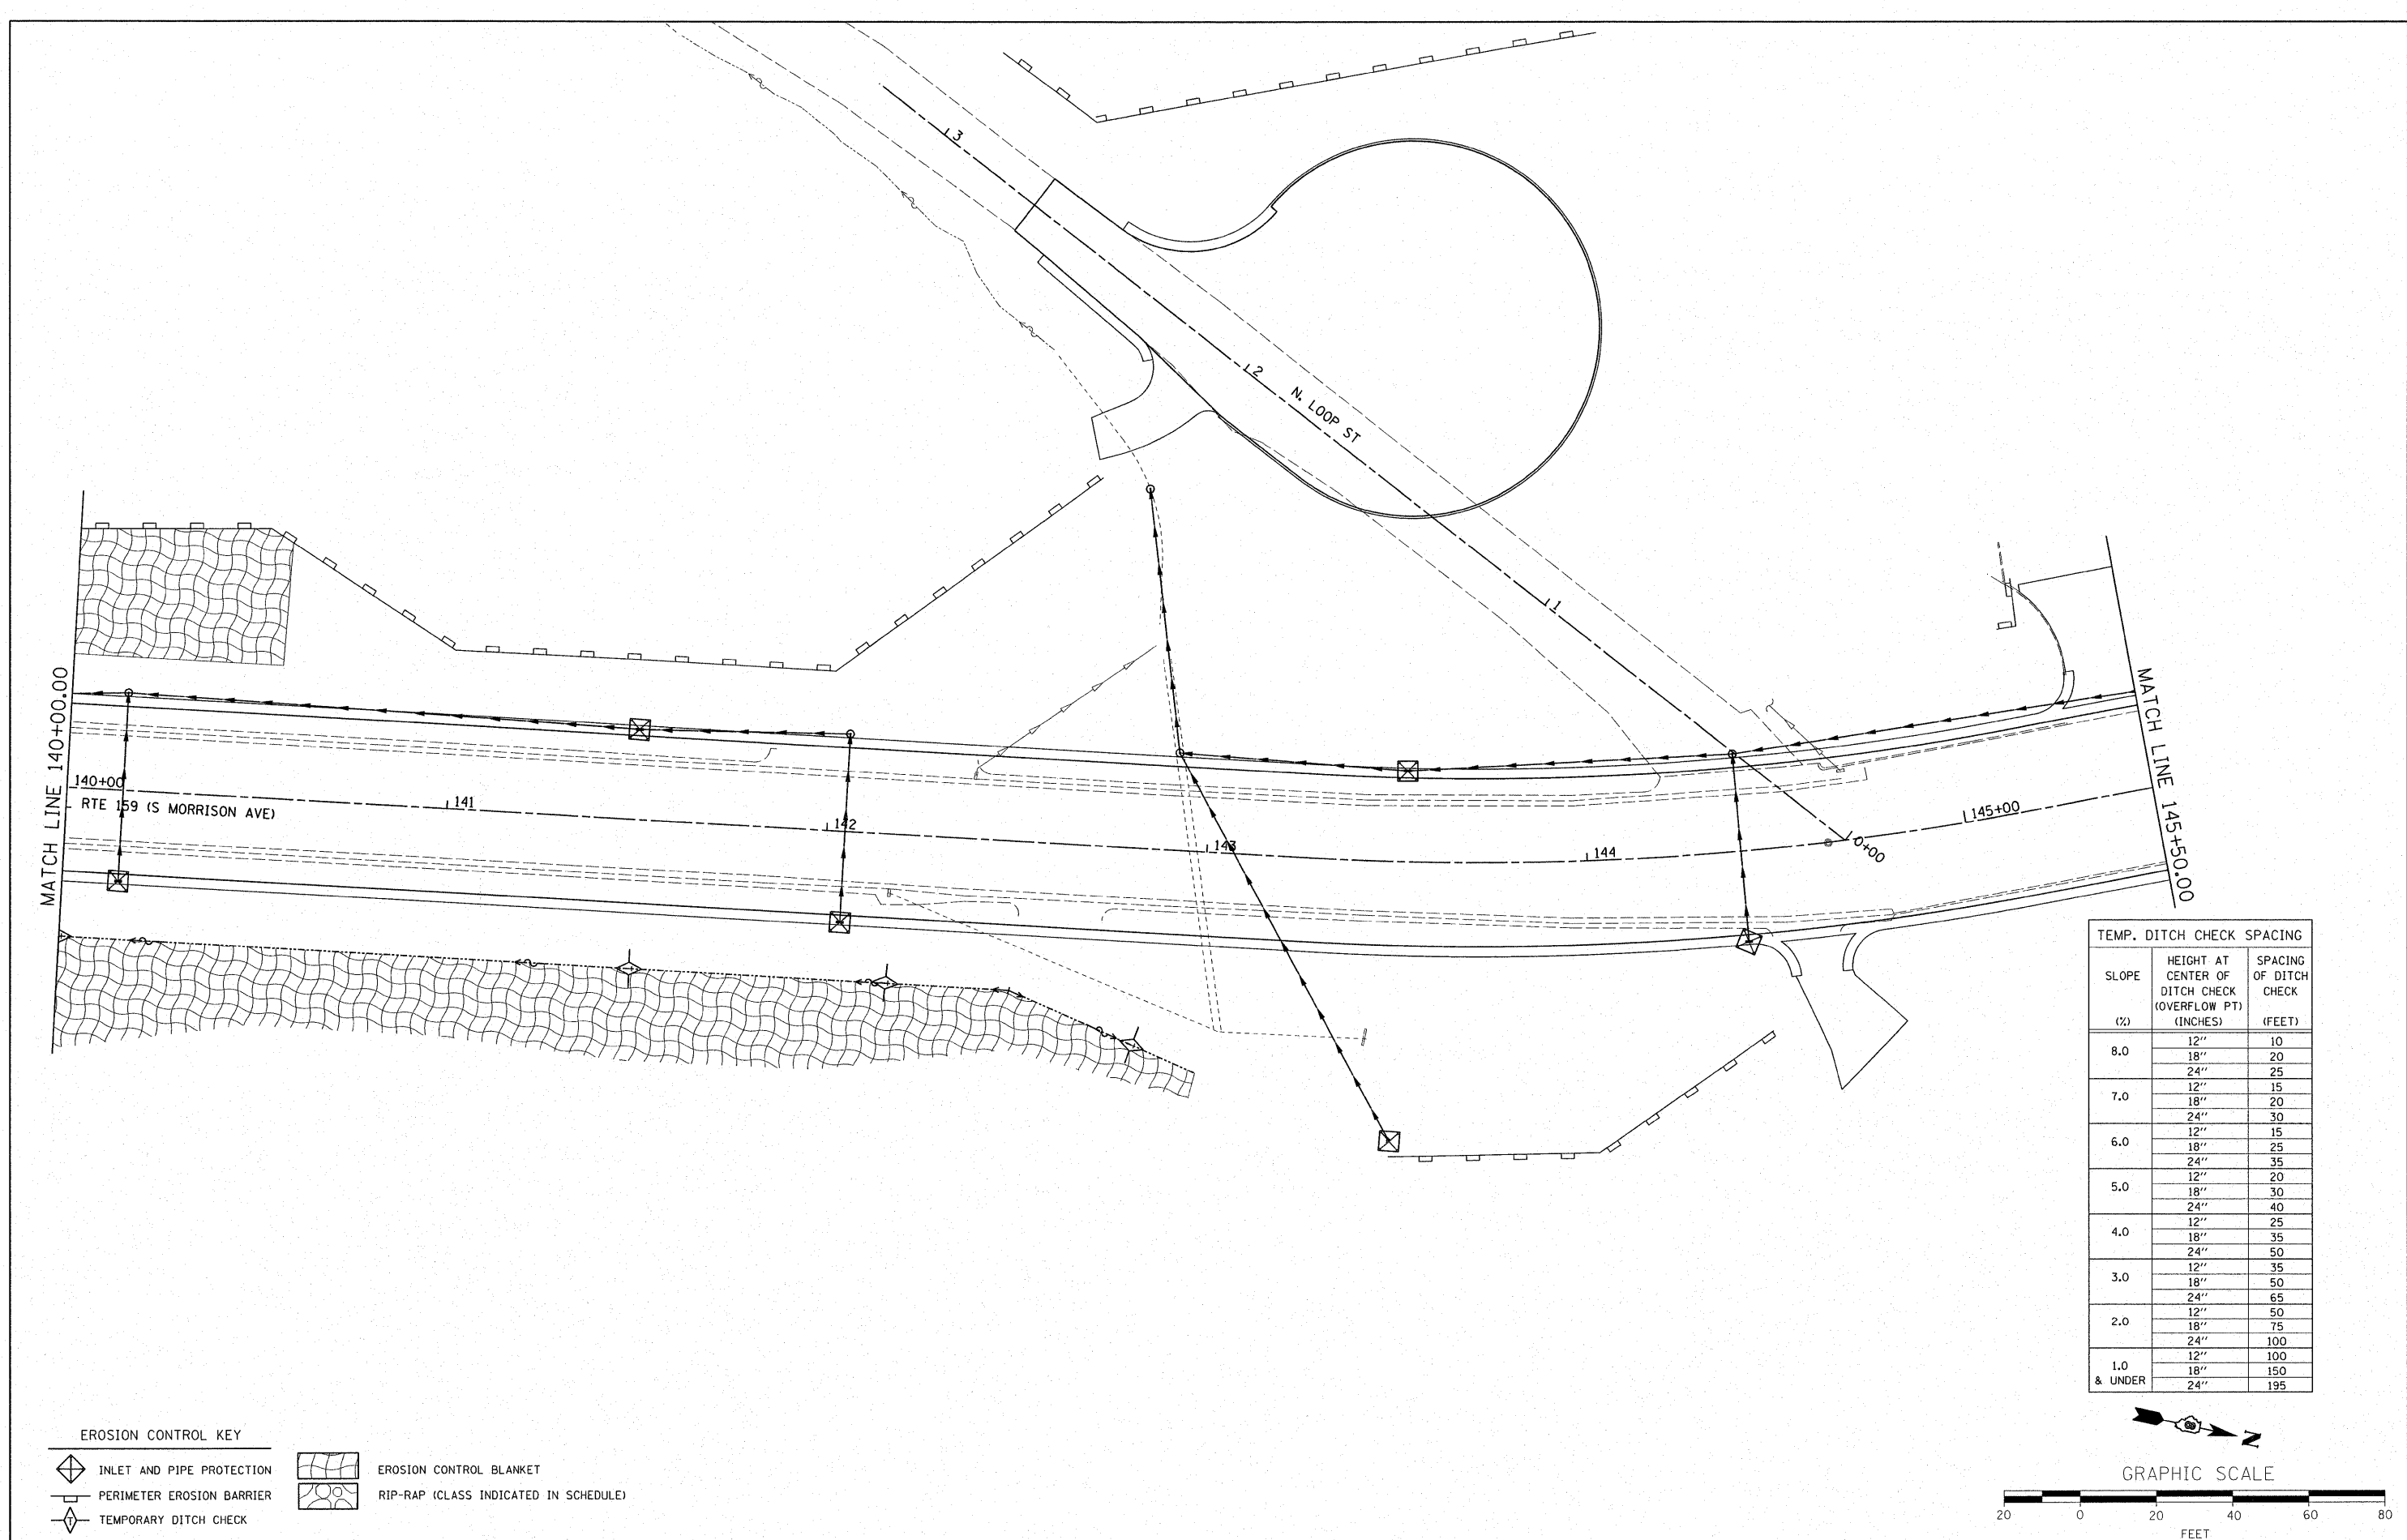 3
2
N. LOOP ST
1
MATCH LINE 140+00.00
140+00
RTE 159 (S MORRISON AVE)
141
142
143
144
0+00
145+00
MATCH LINE 145+50.00
TEMP. DITCH CHECK SPACING
SLOPE (%) HEIGHT AT CENTER OF DITCH CHECK (OVERFLOW PT) (INCHES) SPACING OF DITCH CHECK (FEET)
8.0
12" 10
18" 20
24" 25
7.0
12" 15
18" 20
24" 30
6.0
12" 15
18" 25
24" 35
5.0
12" 20
18" 30
24" 40
4.0
12" 25
18" 35
24" 50
3.0
12" 35
18" 50
24" 65
2.0
12" 50
18" 75
24" 100
1.0 & UNDER
12" 100
18" 150
24" 195
N
GRAPHIC SCALE
20 0 20 40 60 80
FEET
EROSION CONTROL KEY
INLET AND PIPE PROTECTION
PERIMETER EROSION BARRIER
T TEMPORARY DITCH CHECK
EROSION CONTROL BLANKET
RIP-RAP (CLASS INDICATED IN SCHEDULE)